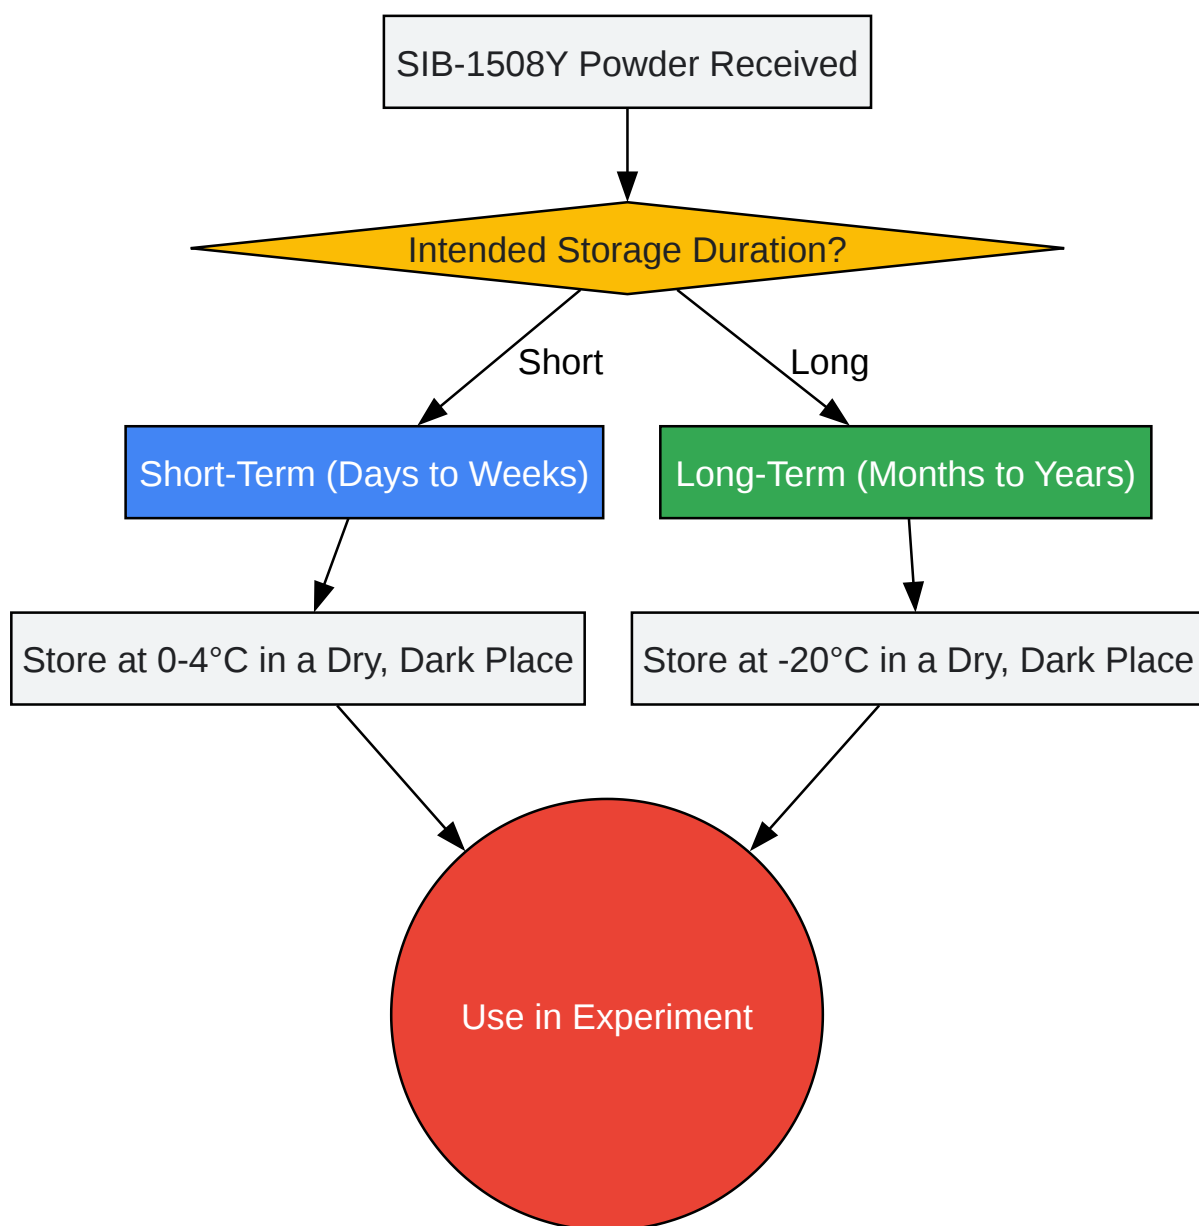 SIB-1508Y Powder Received
Intended Storage Duration?
Short
Long
Short-Term (Days to Weeks)
Long-Term (Months to Years)
Store at 0-4°C in a Dry, Dark Place
Store at -20°C in a Dry, Dark Place
Use in Experiment